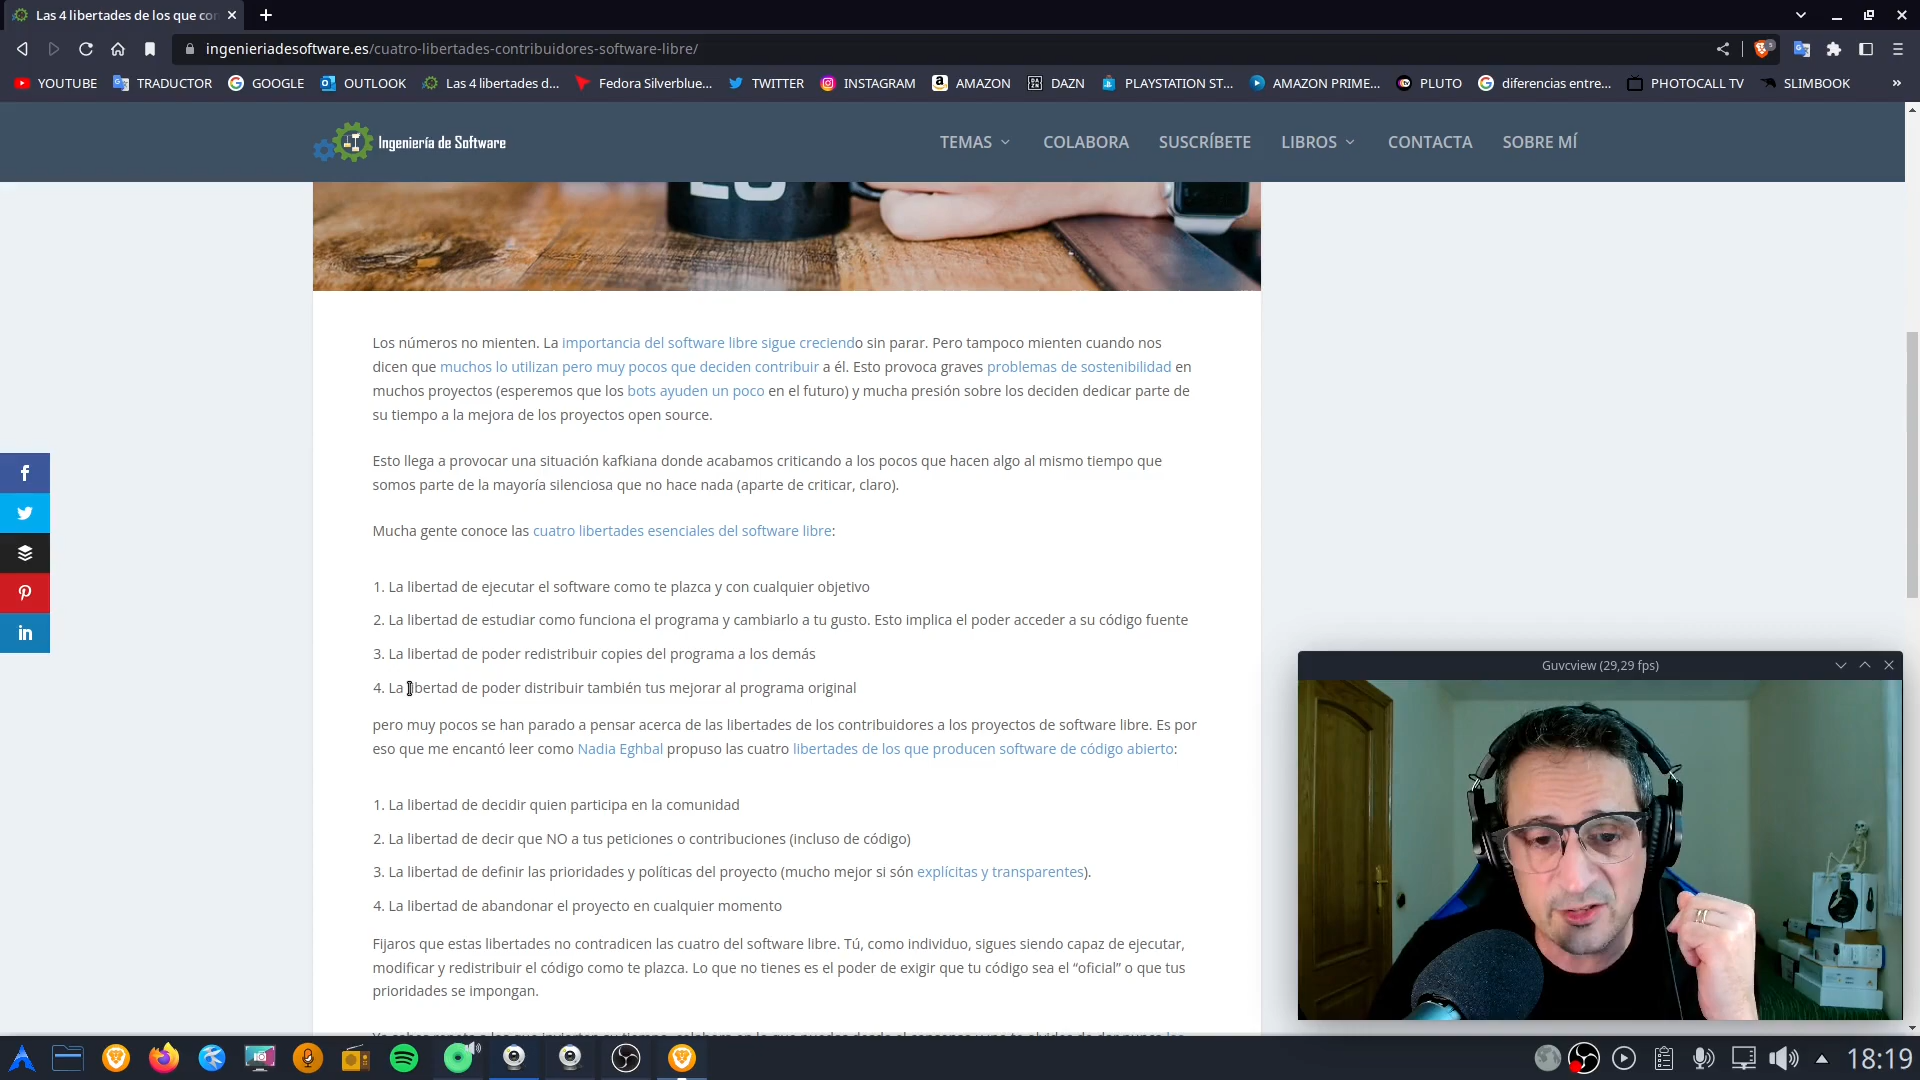 Las 4 libertades de los que co
ingenieriadesoftware.es/cuatro-libertades-contribuidores-software-libre/
YOUTUBE
TRADUCTOR
GOOGLE
OUTLOOK
Las 4 libertades d...
Fedora Silverblue...
TWITTER
INSTAGRAM
AMAZON
DAZN
PLAYSTATION ST...
AMAZON PRIME...
PLUTO
diferencias entre...
PHOTOCALL TV
SLIMBOOK
»
Ingeniería de Software
TEMAS
COLABORA
SUSCRÍBETE
LIBROS
CONTACTA
SOBRE MÍ
Los números no mienten. La importancia del software libre sigue creciendo sin parar. Pero tampoco mienten cuando nos
dicen que muchos lo utilizan pero muy pocos que deciden contribuir a él. Esto provoca graves problemas de sostenibilidad en
muchos proyectos (esperemos que los bots ayuden un poco en el futuro) y mucha presión sobre los deciden dedicar parte de
su tiempo a la mejora de los proyectos open source.
Esto llega a provocar una situación kafkiana donde acabamos criticando a los pocos que hacen algo al mismo tiempo que
somos parte de la mayoría silenciosa que no hace nada (aparte de criticar, claro).
Mucha gente conoce las cuatro libertades esenciales del software libre:
1. La libertad de ejecutar el software como te plazca y con cualquier objetivo
2. La libertad de estudiar como funciona el programa y cambiarlo a tu gusto. Esto implica el poder acceder a su código fuente
3. La libertad de poder redistribuir copies del programa a los demás
4. La libertad de poder distribuir también tus mejorar al programa original
pero muy pocos se han parado a pensar acerca de las libertades de los contribuidores a los proyectos de software libre. Es por
eso que me encantó leer como Nadia Eghbal propuso las cuatro libertades de los que producen software de código abierto:
1. La libertad de decidir quien participa en la comunidad
2. La libertad de decir que NO a tus peticiones o contribuciones (incluso de código)
3. La libertad de definir las prioridades y políticas del proyecto (mucho mejor si són explícitas y transparentes).
4. La libertad de abandonar el proyecto en cualquier momento
Fijaros que estas libertades no contradicen las cuatro del software libre. Tú, como individuo, sigues siendo capaz de ejecutar,
modificar y redistribuir el código como te plazca. Lo que no tienes es el poder de exigir que tu código sea el “oficial” o que tus
prioridades se impongan.
Guvcview (29,29 fps)
18:19